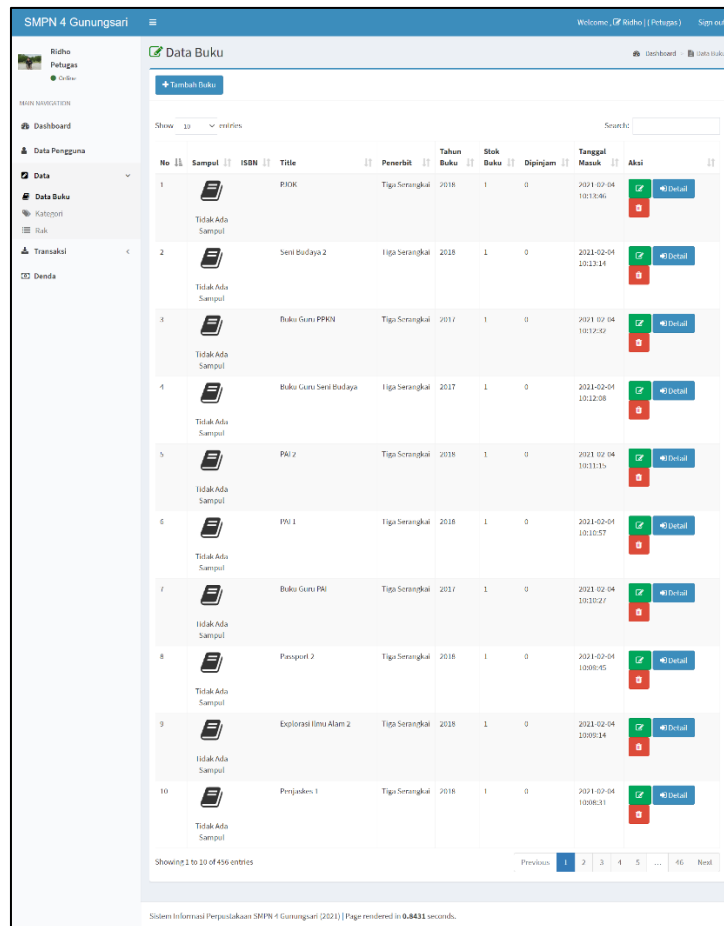 SMPN 4 Gunungsari
Welcome , Ridho | ( Petugas )
Sign out
Ridho
Petugas
Online
MAIN NAVIGATION
Dashboard
Data Pengguna
Data
Data Buku
Kategori
Rak
Transaksi
Denda
Data Buku
Dashboard
Data Buku
Tambah Buku
Show 10 entries
Search:
No Sampul ISBN Title Penerbit Tahun Buku Stok Buku Dipinjam Tanggal Masuk Aksi
1 PJOK Tiga Serangkai 2018 1 0 2021-02-04 10:13:46 Detail
Tidak Ada
Sampul
2 Seni Budaya 2 Tiga Serangkai 2018 1 0 2021-02-04 10:13:14 Detail
Tidak Ada
Sampul
3 Buku Guru PPKN Tiga Serangkai 2017 1 0 2021-02-04 10:12:32 Detail
Tidak Ada
Sampul
4 Buku Guru Seni Budaya Tiga Serangkai 2017 1 0 2021-02-04 10:12:08 Detail
Tidak Ada
Sampul
5 PAI 2 Tiga Serangkai 2018 1 0 2021-02-04 10:11:15 Detail
Tidak Ada
Sampul
6 PAI 1 Tiga Serangkai 2018 1 0 2021-02-04 10:10:57 Detail
Tidak Ada
Sampul
7 Buku Guru PAI Tiga Serangkai 2017 1 0 2021-02-04 10:10:27 Detail
Tidak Ada
Sampul
8 Passport 2 Tiga Serangkai 2018 1 0 2021-02-04 10:09:45 Detail
Tidak Ada
Sampul
9 Explorasi Ilmu Alam 2 Tiga Serangkai 2018 1 0 2021-02-04 10:09:14 Detail
Tidak Ada
Sampul
10 Penjaskes 1 Tiga Serangkai 2018 1 0 2021-02-04 10:08:31 Detail
Tidak Ada
Sampul
Showing 1 to 10 of 456 entries
Previous 1 2 3 4 5 ... 46 Next
Sistem Informasi Perpustakaan SMPN 4 Gunungsari (2021) | Page rendered in 0.8431 seconds.